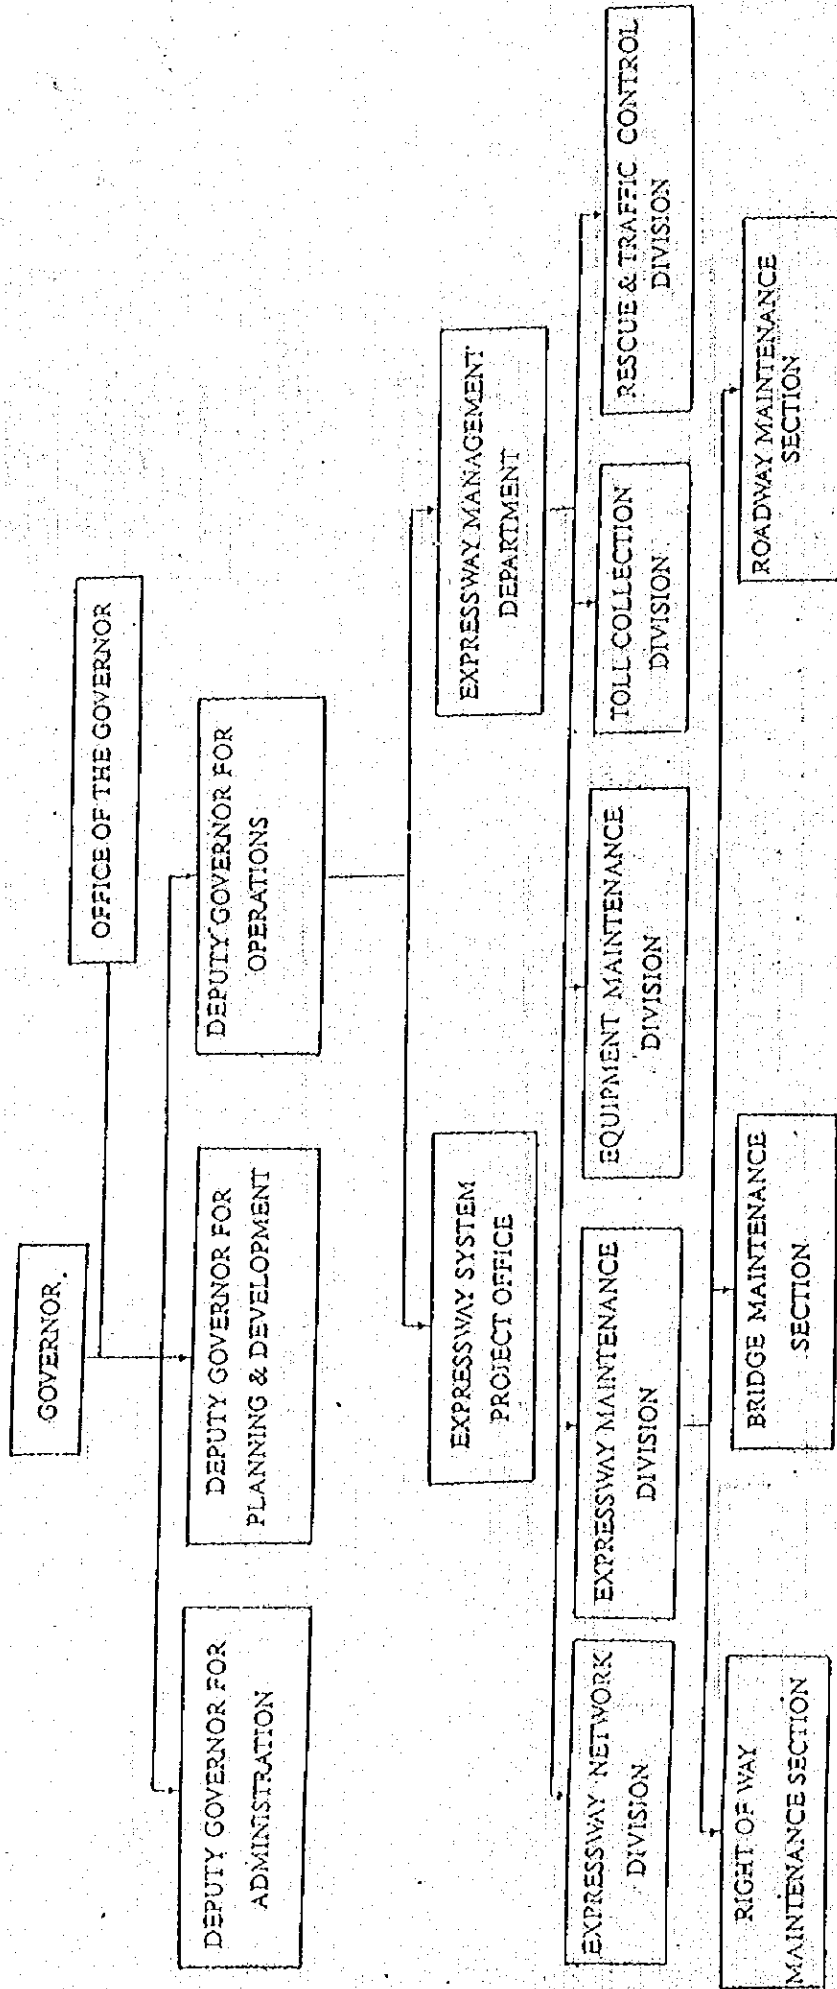 GOVERNOR
OFFICE OF THE GOVERNOR
DEPUTY GOVERNOR FOR
ADMINISTRATION
DEPUTY GOVERNOR FOR
PLANNING & DEVELOPMENT
DEPUTY GOVERNOR FOR
OPERATIONS
EXPRESSWAY SYSTEM
PROJECT OFFICE
EXPRESSWAY MANAGEMENT
DEPARTMENT
EXPRESSWAY NETWORK
DIVISION
EXPRESSWAY MAINTENANCE
DIVISION
EQUIPMENT MAINTENANCE
DIVISION
TOLL COLLECTION
DIVISION
RESCUE & TRAFFIC CONTROL
DIVISION
RIGHT OF WAY
MAINTENANCE SECTION
BRIDGE MAINTENANCE
SECTION
ROADWAY MAINTENANCE
SECTION